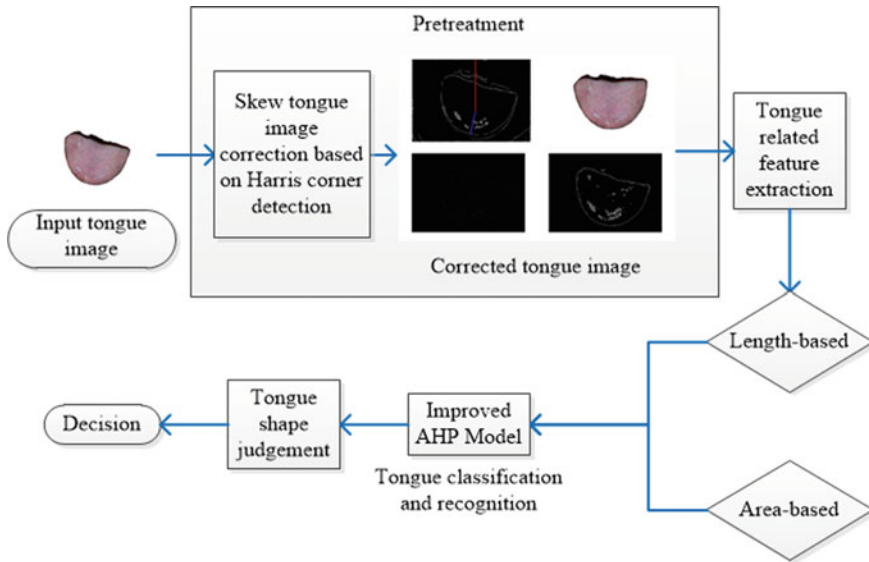 Pretreatment
Skew tongue
image
correction based
on Harris corner
detection
Tongue
related
feature
extraction
Input tongue
image
Corrected tongue image
Length-based
Decision
Tongue
shape
judgement
Improved
AHP Model
Tongue classification
and recognition
Area-based